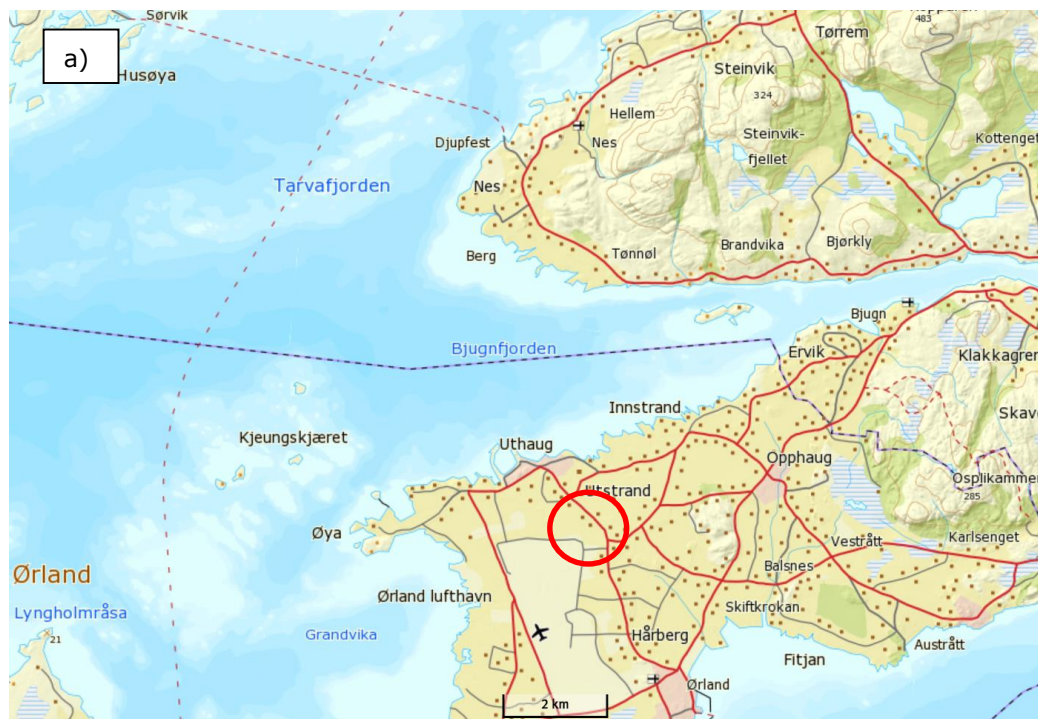 Sørvik
483
Tørrem
a)
Husøya
Steinvik
324
Hellem
Steinvik-
fjellet
Kottenget
Djupfest
Nes
Tarvafjorden
Nes
Tønnøl
Brandvika
Bjørkly
Berg
Bjugn
Bjugnfjorden
Ervik
Klakkagren
Innstrand
Skav
Kjeungskjæret
Uthaug
Opphaug
Osplikammen
285
Utstrand
Øya
Vestrått
Karlsenget
Balsnes
Ørland
Ørland lufthavn
Lyngholmråsa
Skiftkrokan
21
Grandvika
Hårberg
Austrått
Fitjan
Ørland
2 km